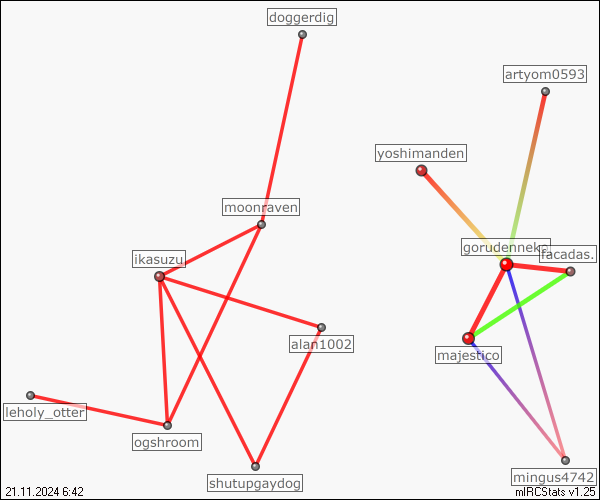 doggerdig
artyom0593
yoshimanden
moonraven
facadas.
ikasuzu
alan1002
majestico
leholy_otter
ogshroom
shutupgaydog
mingus4742
21.11.2024 6:42
mIRCStats v1.25